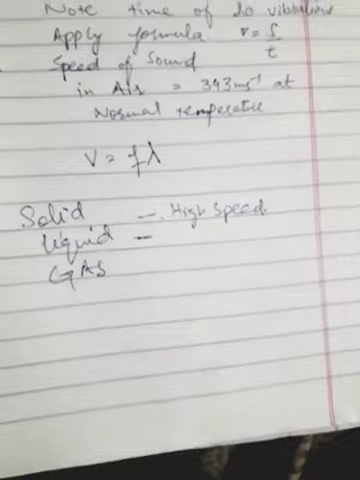 Note time of 20 vibration
Apply formula v = S/t
Speed of Sound
in Air = 343ms⁻¹ at
Normal temperature
V = fλ
Solid — High Speed.
liquid —
GAS